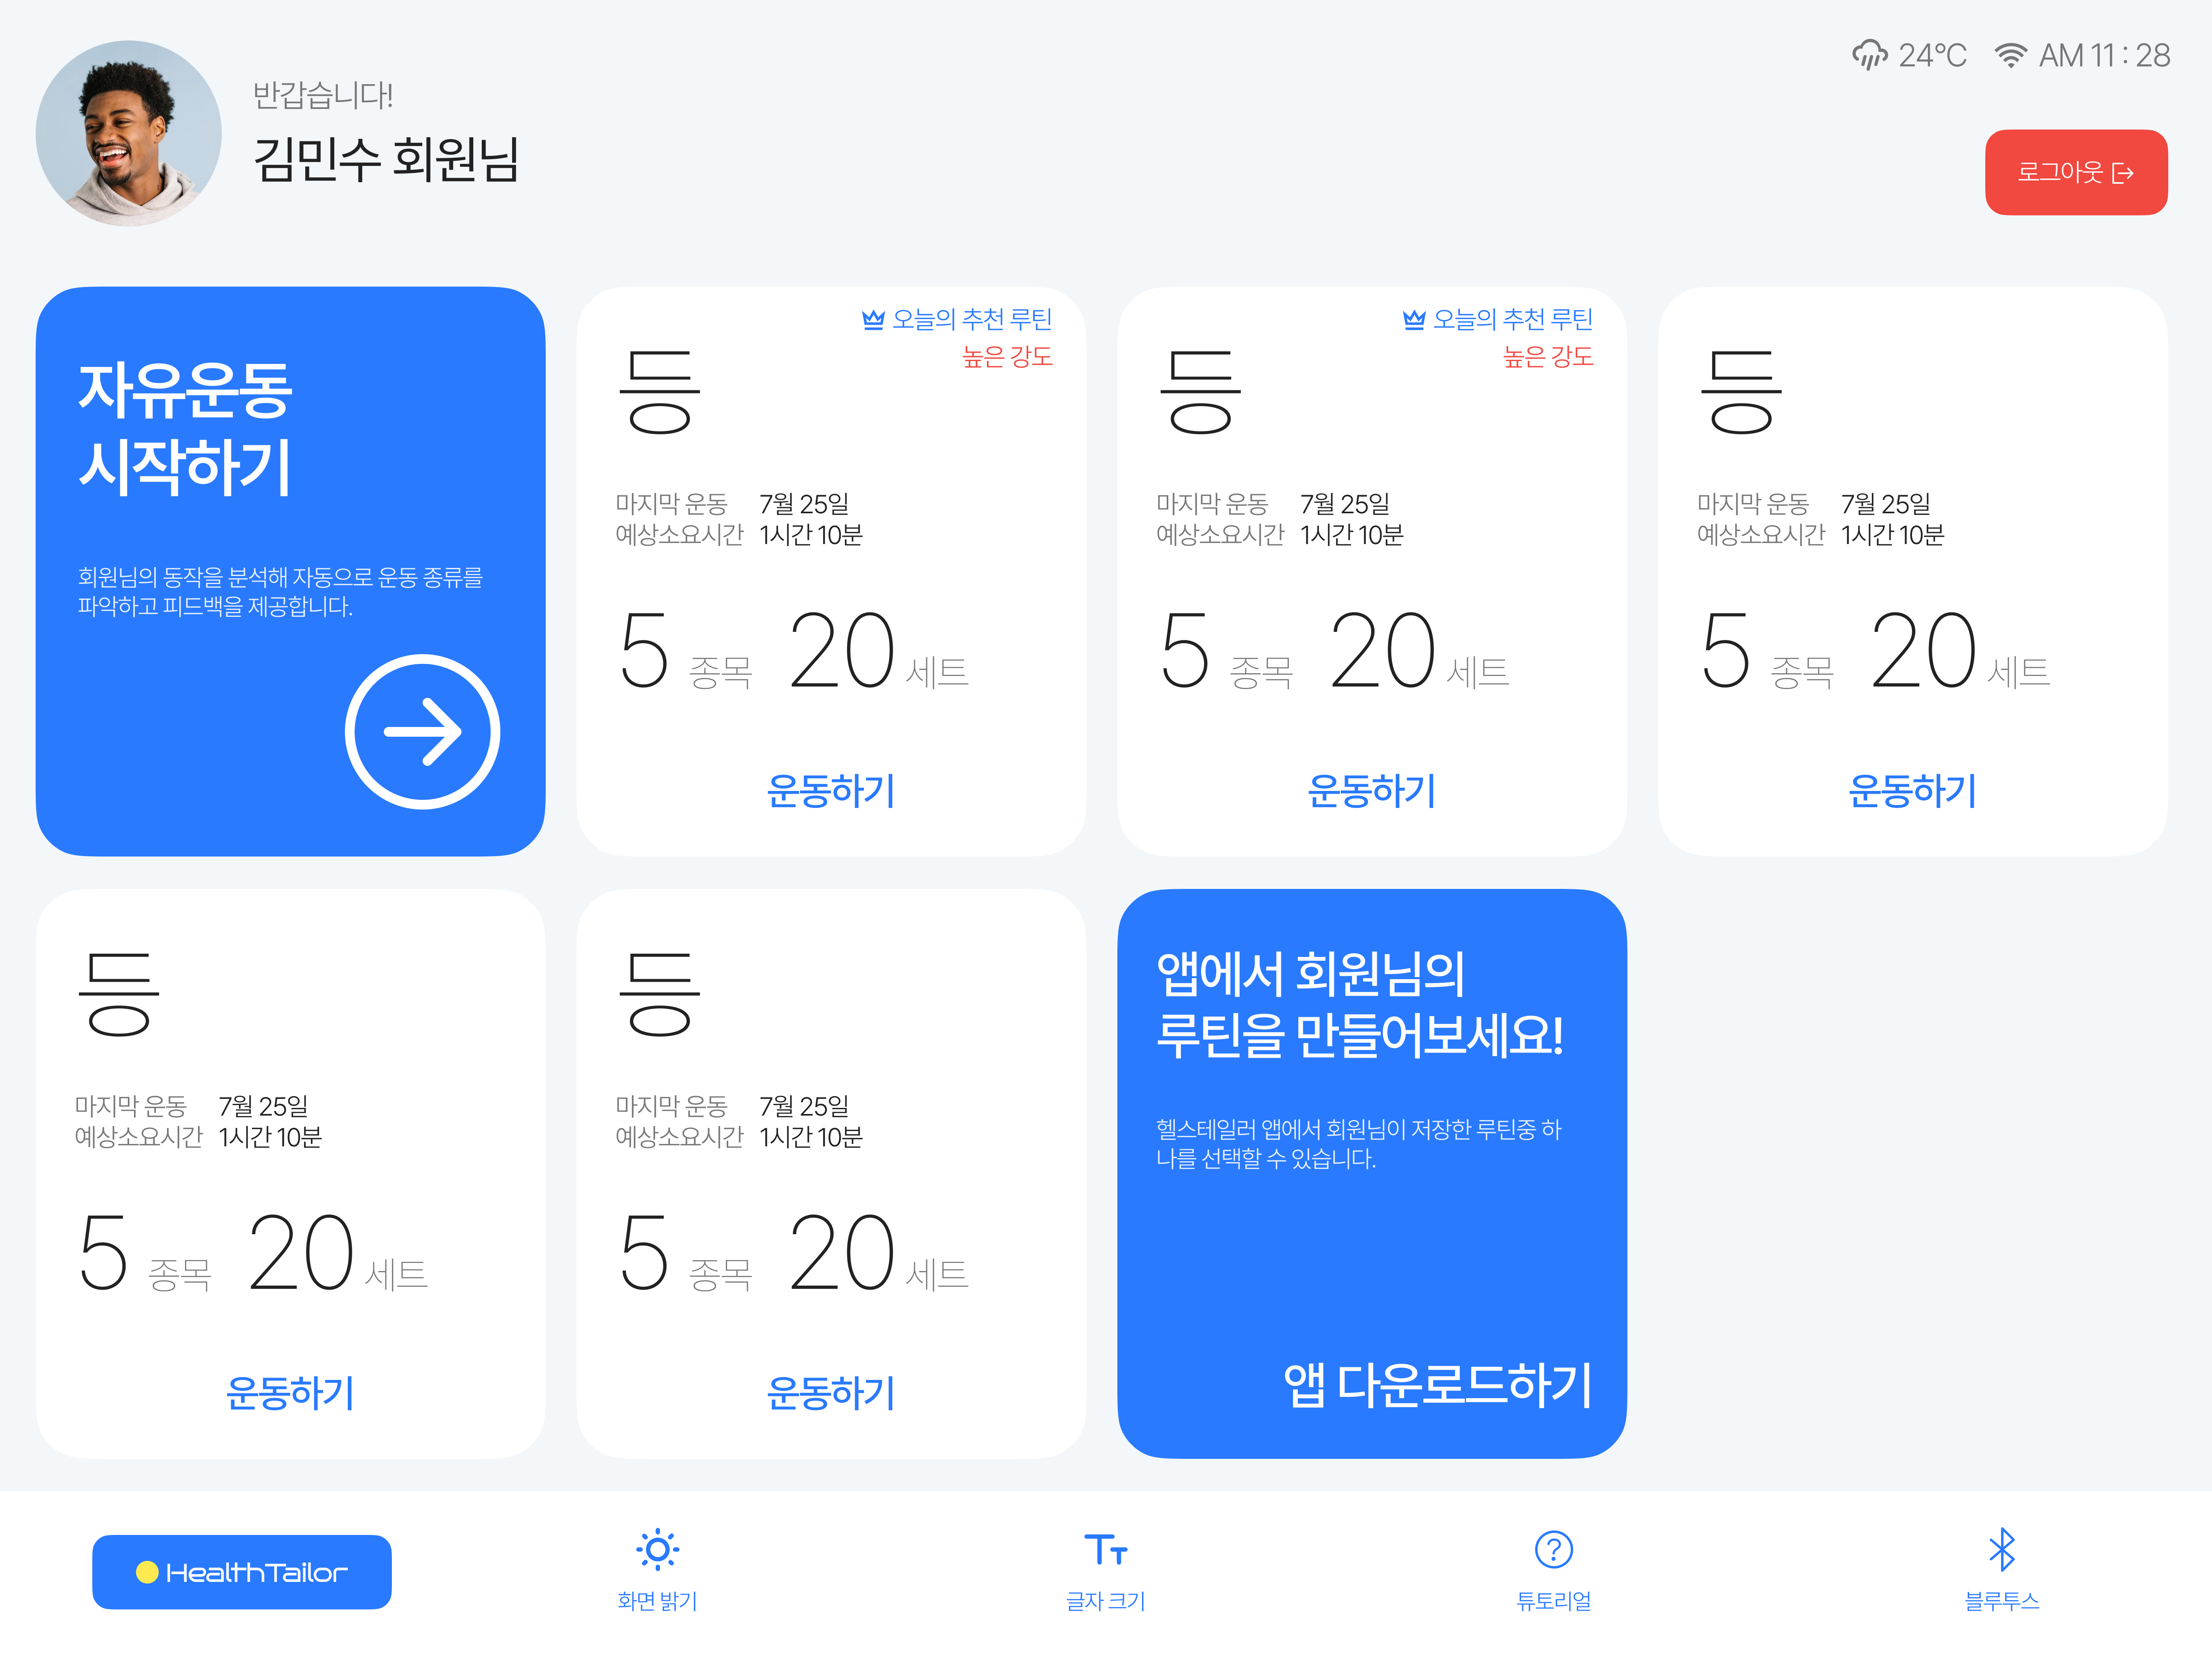 24°C AM 11 : 28
반갑습니다!
김민수 회원님
로그아웃
자유운동
시작하기
회원님의 동작을 분석해 자동으로 운동 종류를
파악하고 피드백을 제공합니다.
오늘의 추천 루틴
높은 강도
등
마지막 운동 7월 25일
예상소요시간 1시간 10분
5 종목 20 세트
운동하기
오늘의 추천 루틴
높은 강도
등
마지막 운동 7월 25일
예상소요시간 1시간 10분
5 종목 20 세트
운동하기
등
마지막 운동 7월 25일
예상소요시간 1시간 10분
5 종목 20 세트
운동하기
등
마지막 운동 7월 25일
예상소요시간 1시간 10분
5 종목 20 세트
운동하기
등
마지막 운동 7월 25일
예상소요시간 1시간 10분
5 종목 20 세트
운동하기
앱에서 회원님의
루틴을 만들어보세요!
헬스테일러 앱에서 회원님이 저장한 루틴중 하
나를 선택할 수 있습니다.
앱 다운로드하기
HealthTailor
화면 밝기
글자 크기
튜토리얼
블루투스